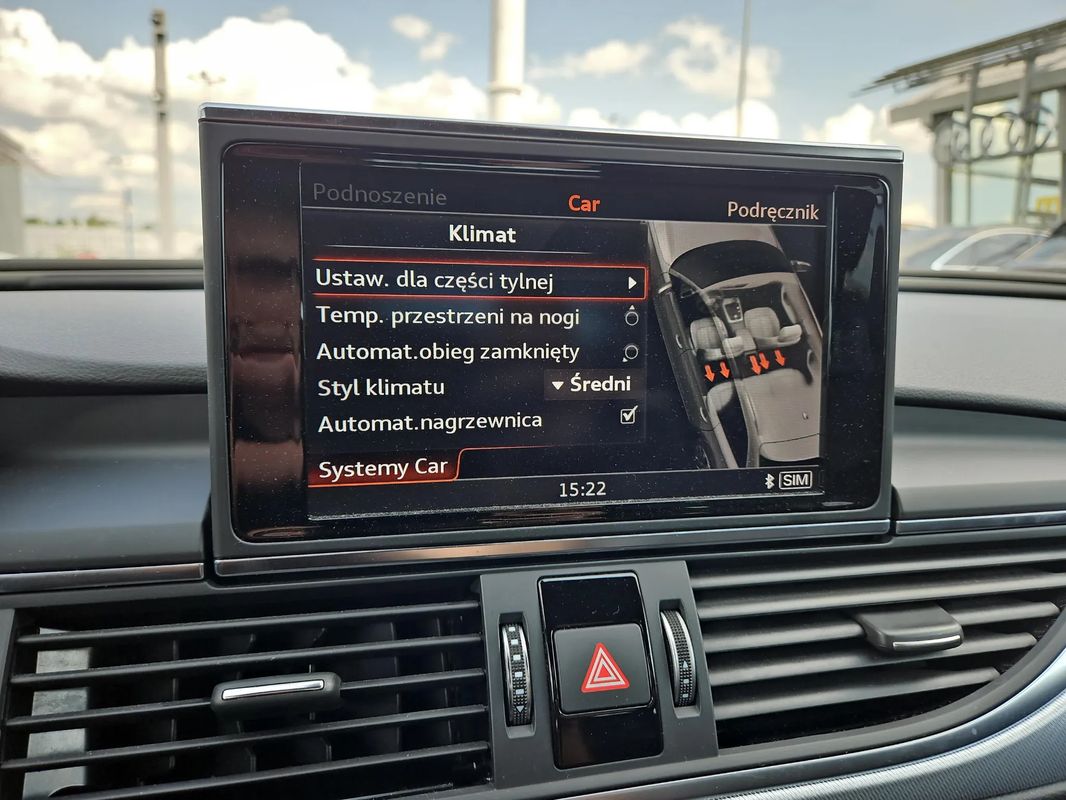 Podnoszenie
Car
Podręcznik
Klimat
Ustaw. dla części tylnej
Temp. przestrzeni na nogi
Automat.obieg zamknięty
Styl klimatu
Średni
Automat.nagrzewnica
Systemy Car
15:22
SIM